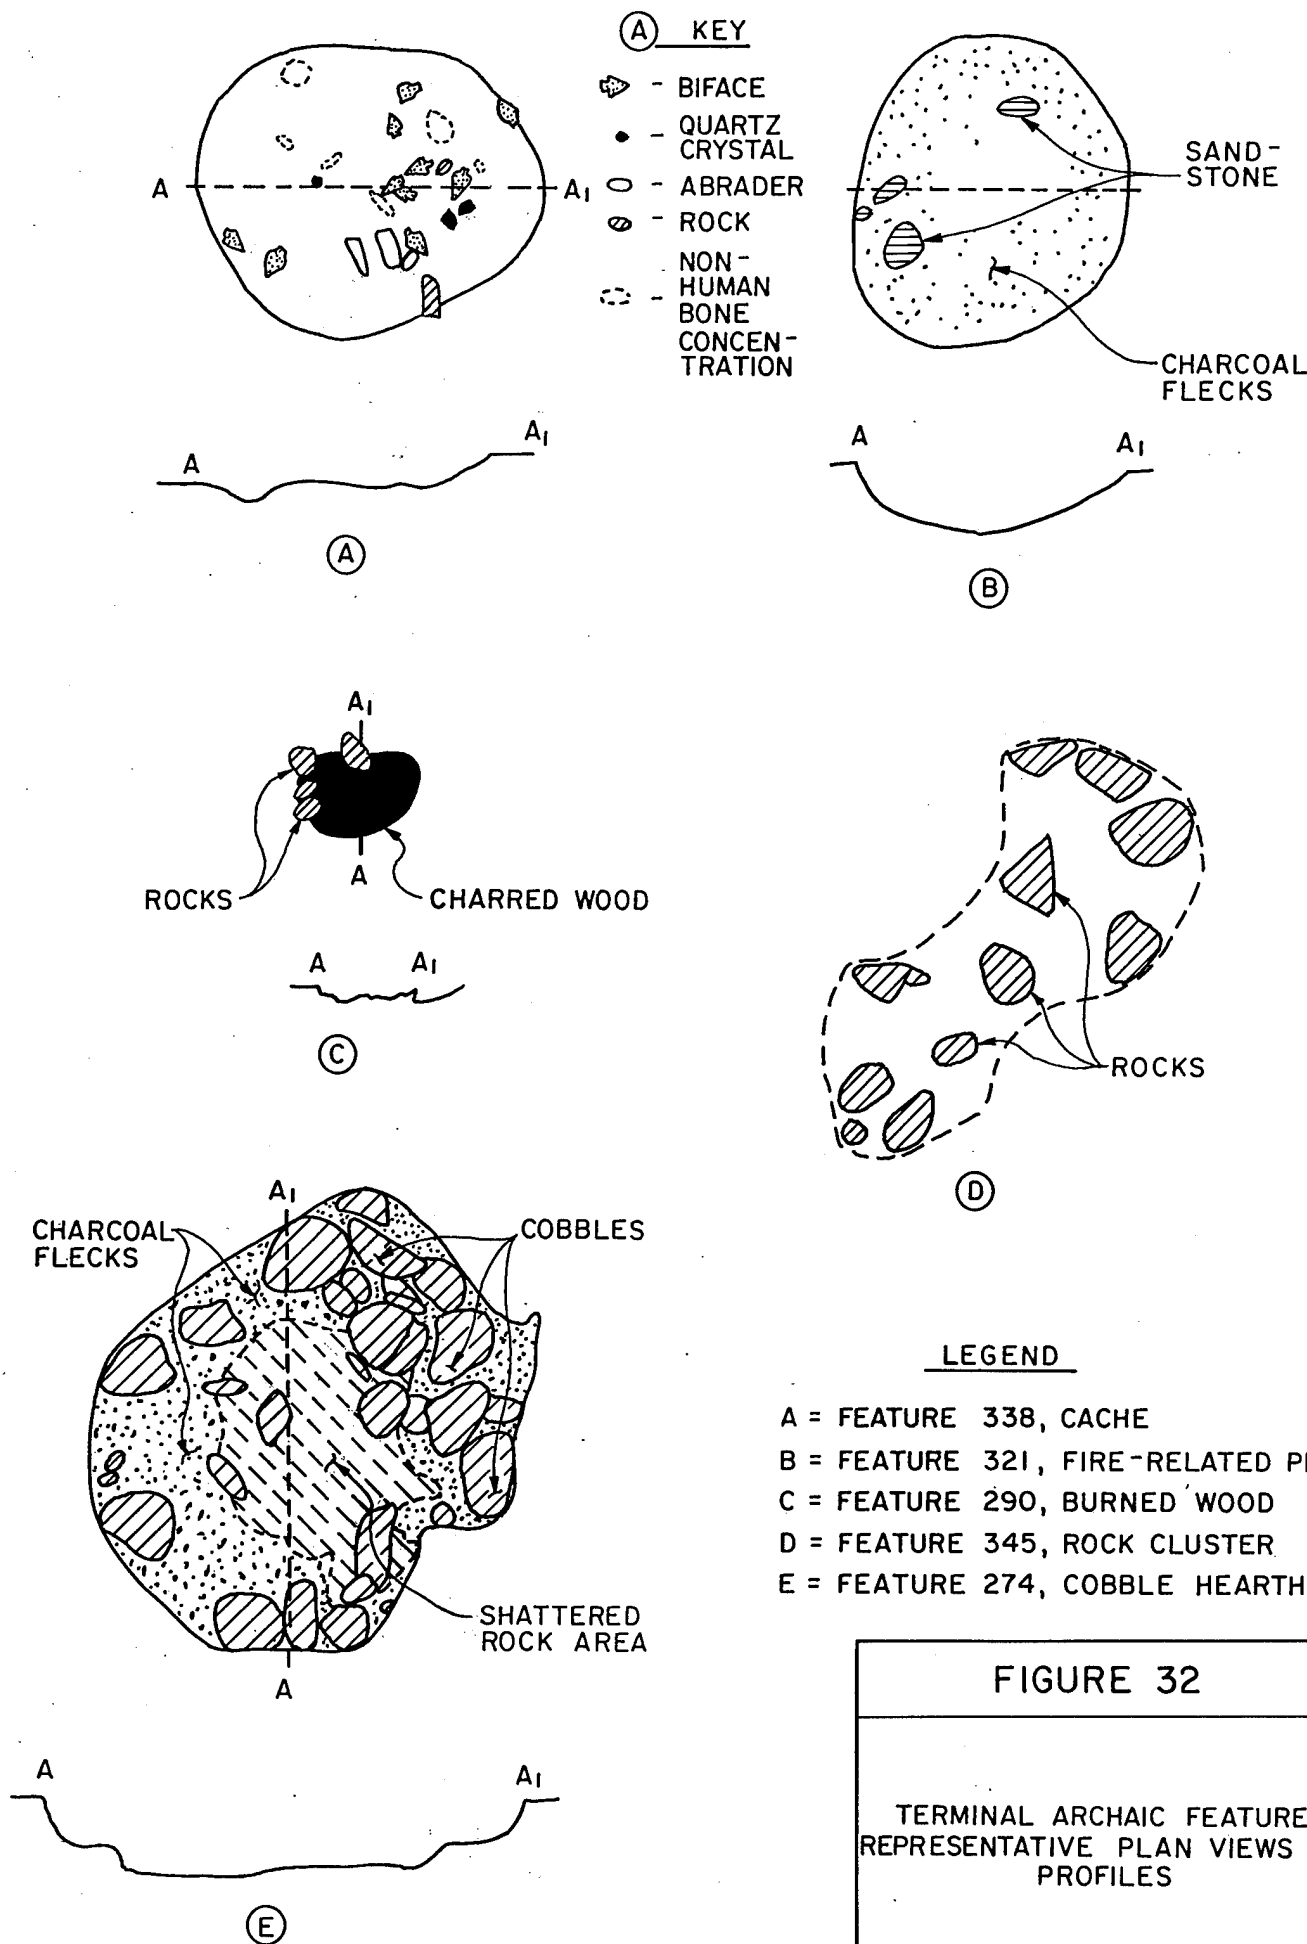 A KEY
- BIFACE
- QUARTZ
CRYSTAL
- ABRADER
- ROCK
- NON-
HUMAN
BONE
CONCEN-
TRATION
A
A1
SAND-
STONE
CHARCOAL
FLECKS
A
A1
A
A
A1
B
A1
A
ROCKS
CHARRED WOOD
A
A1
C
ROCKS
D
A1
CHARCOAL
FLECKS
COBBLES
SHATTERED
ROCK AREA
A
A
A1
E
LEGEND
A = FEATURE 338, CACHE
B = FEATURE 321, FIRE-RELATED
C = FEATURE 290, BURNED WOOD
D = FEATURE 345, ROCK CLUSTER
E = FEATURE 274, COBBLE HEARTH
FIGURE 32
TERMINAL ARCHAIC FEATURE
REPRESENTATIVE PLAN VIEWS
PROFILES